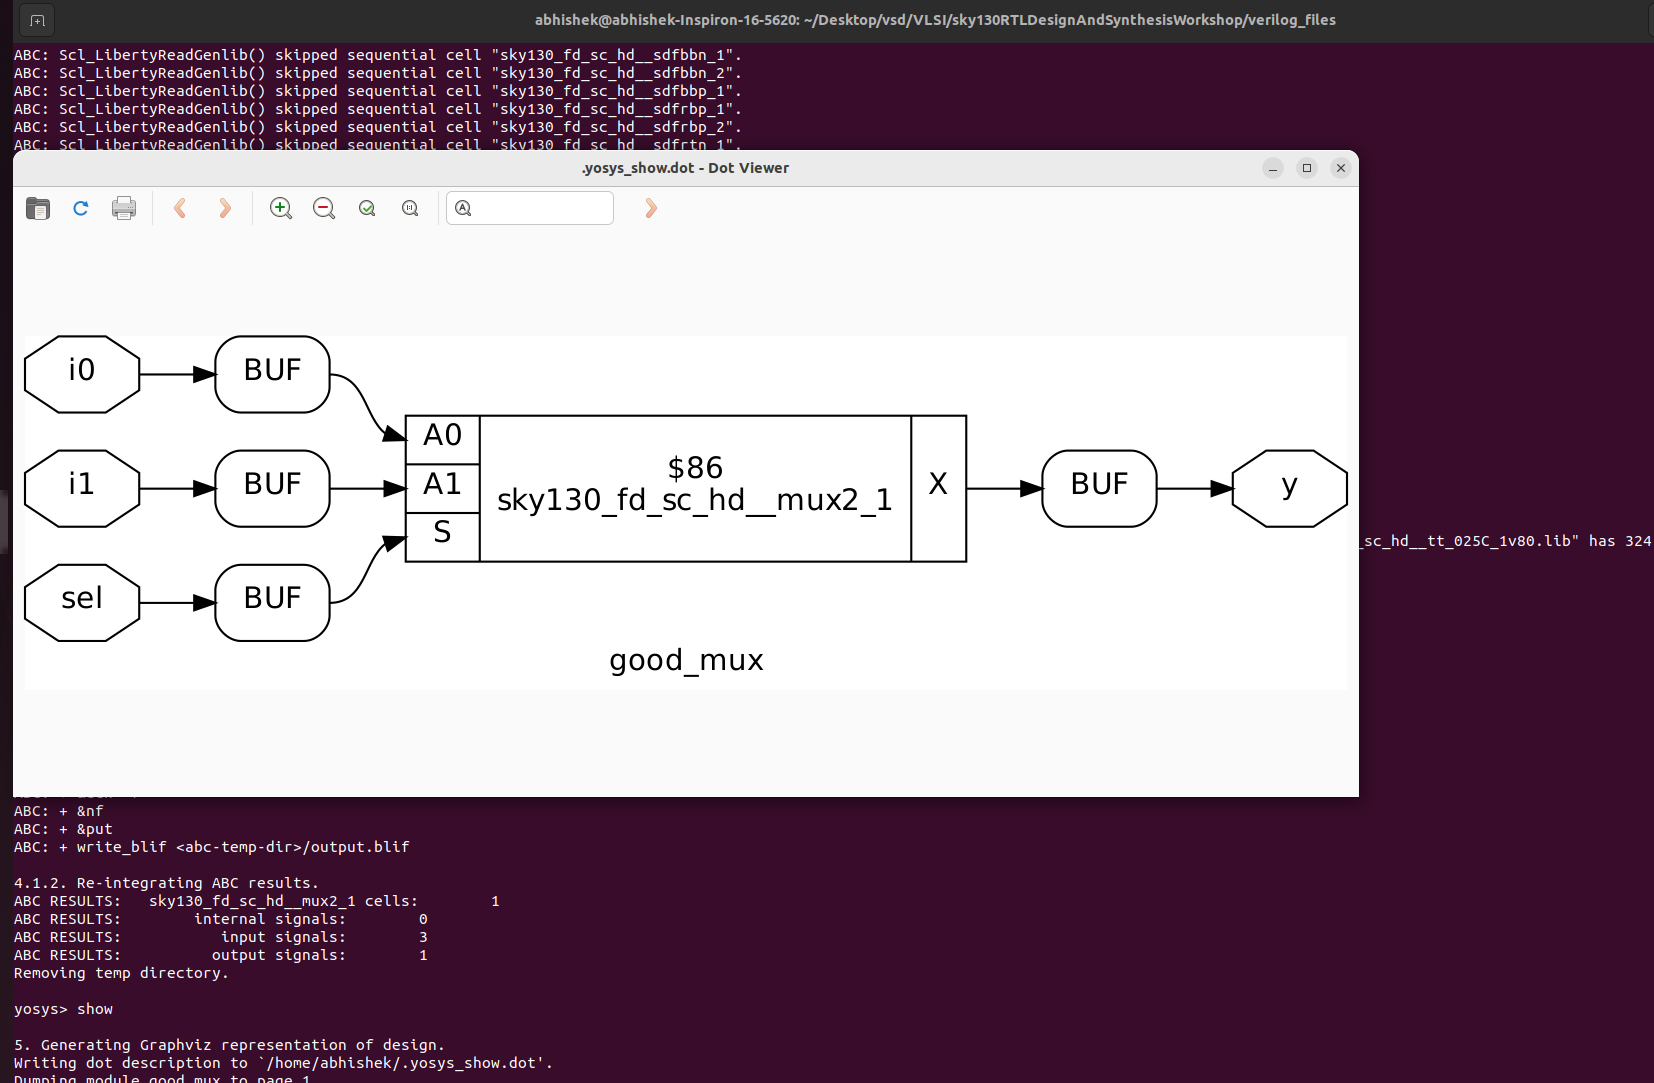 abhishek@abhishek-Inspiron-16-5620: ~/Desktop/vsd/VLSI/sky130RTLDesignAndSynthesisWorkshop/verilog_files
ABC: Scl_LibertyReadGenlib() skipped sequential cell "sky130_fd_sc_hd__sdfbbn_1".
ABC: Scl_LibertyReadGenlib() skipped sequential cell "sky130_fd_sc_hd__sdfbbn_2".
ABC: Scl_LibertyReadGenlib() skipped sequential cell "sky130_fd_sc_hd__sdfbbp_1".
ABC: Scl_LibertyReadGenlib() skipped sequential cell "sky130_fd_sc_hd__sdfrbp_1".
ABC: Scl_LibertyReadGenlib() skipped sequential cell "sky130_fd_sc_hd__sdfrbp_2".
ABC: Scl_LibertyReadGenlib() skipped sequential cell "sky130_fd_sc_hd__sdfrtn_1".
.yosys_show.dot - Dot Viewer
i0
BUF
A0
i1
BUF
A1
$86
sky130_fd_sc_hd__mux2_1
X
BUF
y
S
sel
BUF
good_mux
_sc_hd__tt_025C_1v80.lib" has 324
ABC: + &nf
ABC: + &put
ABC: + write_blif <abc-temp-dir>/output.blif
4.1.2. Re-integrating ABC results.
ABC RESULTS:   sky130_fd_sc_hd__mux2_1 cells:        1
ABC RESULTS:        internal signals:        0
ABC RESULTS:           input signals:        3
ABC RESULTS:          output signals:        1
Removing temp directory.
yosys> show
5. Generating Graphviz representation of design.
Writing dot description to `/home/abhishek/.yosys_show.dot'.
Dumping module good_mux to page 1.